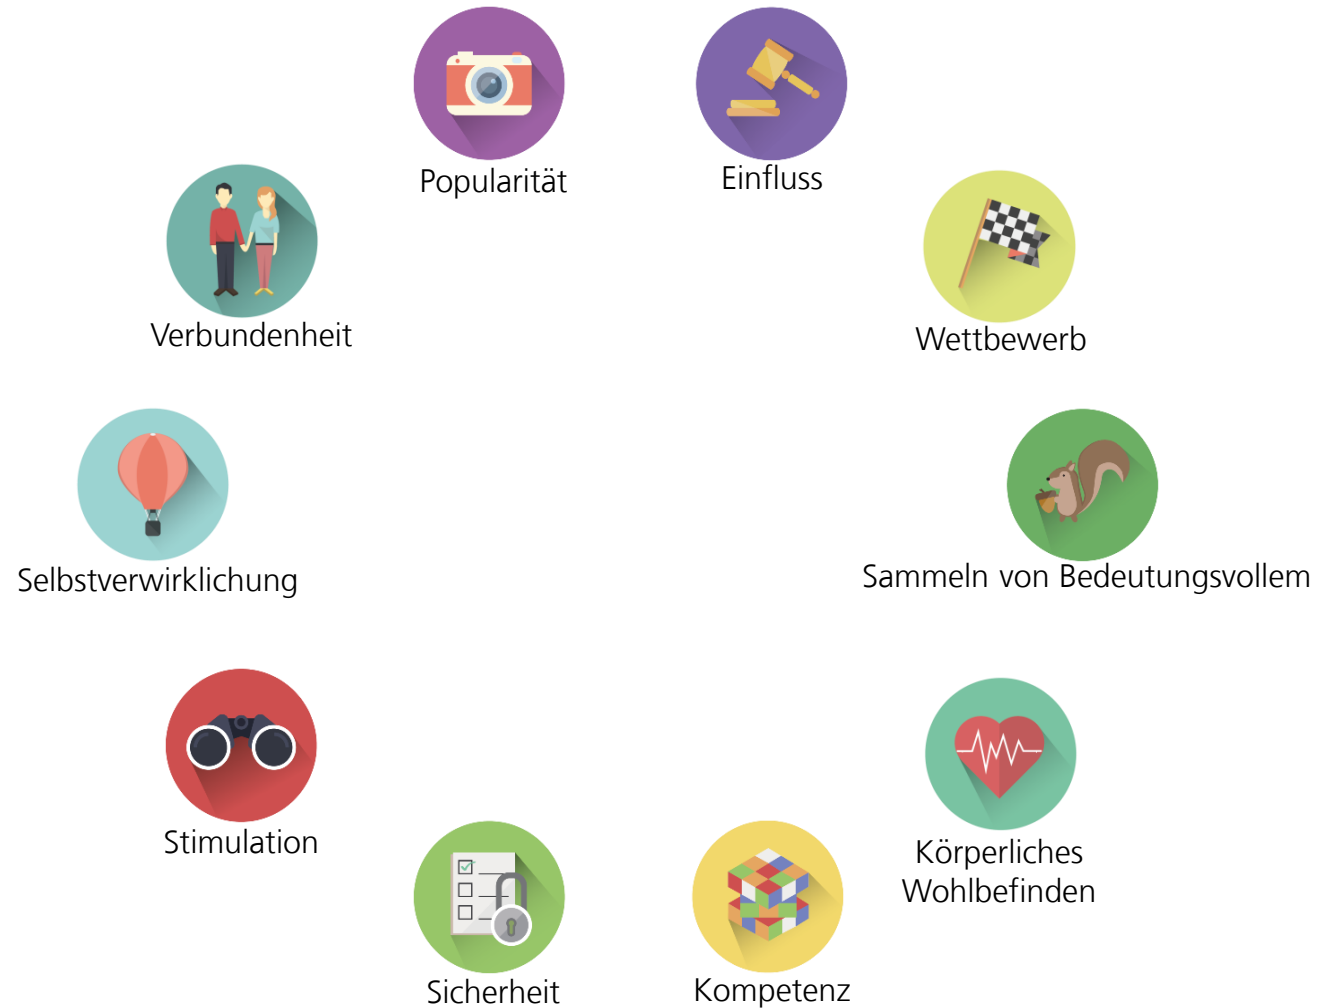 Popularität
Einfluss
Verbundenheit
Wettbewerb
Selbstverwirklichung
Sammeln von Bedeutungsvollem
Stimulation
Körperliches
Wohlbefinden
Sicherheit
Kompetenz